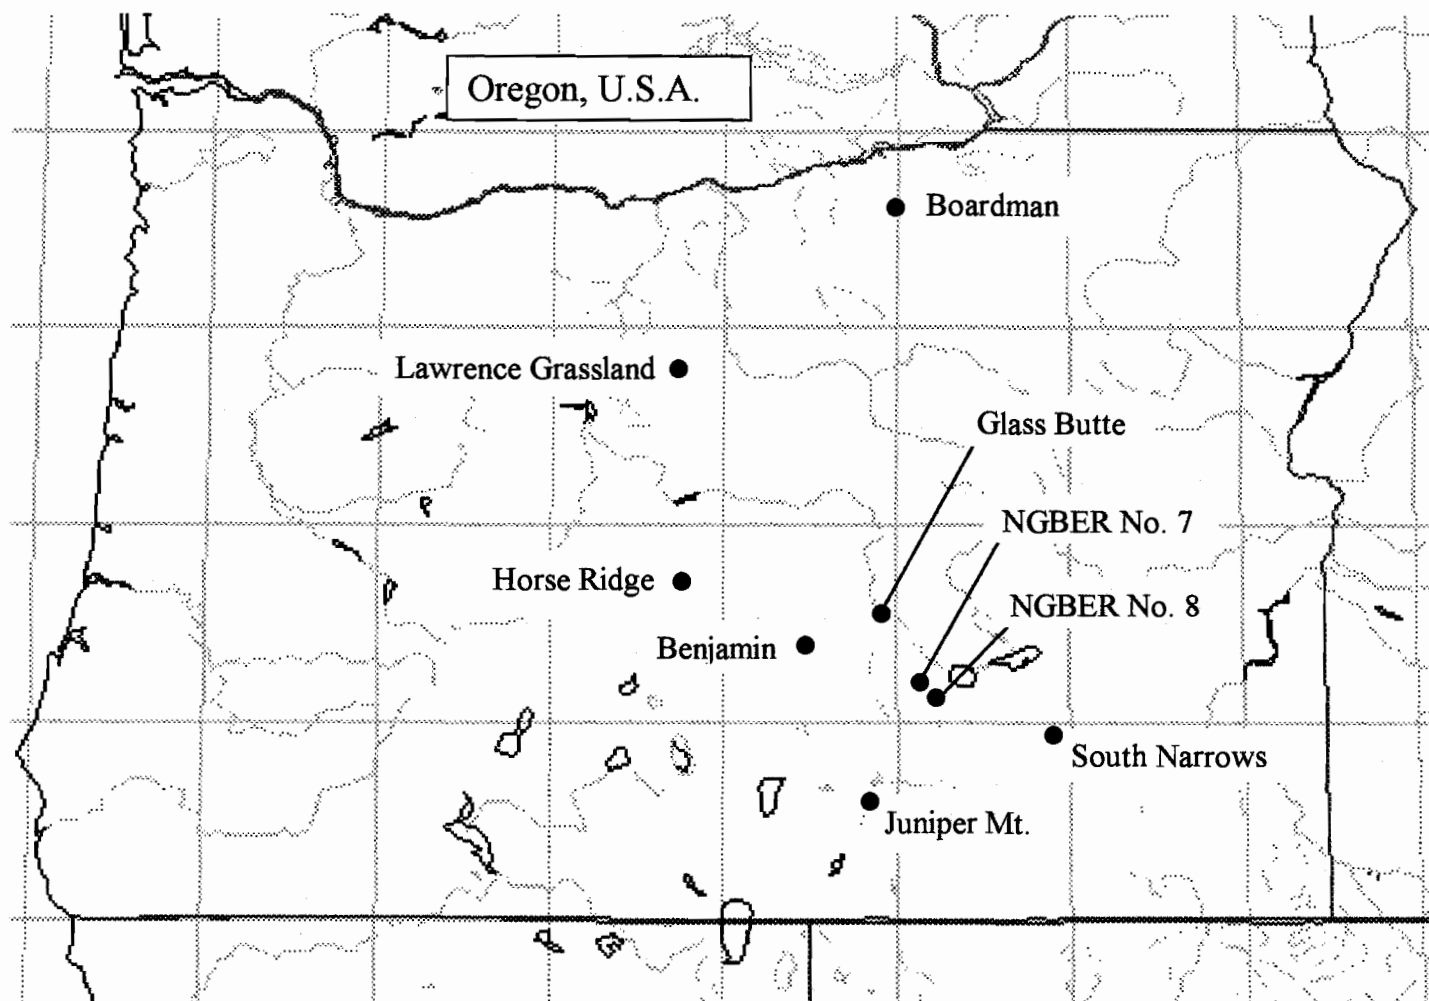 Oregon, U.S.A.
Boardman
Lawrence Grassland
Glass Butte
NGBER No. 7
Horse Ridge
NGBER No. 8
Benjamin
South Narrows
Juniper Mt.